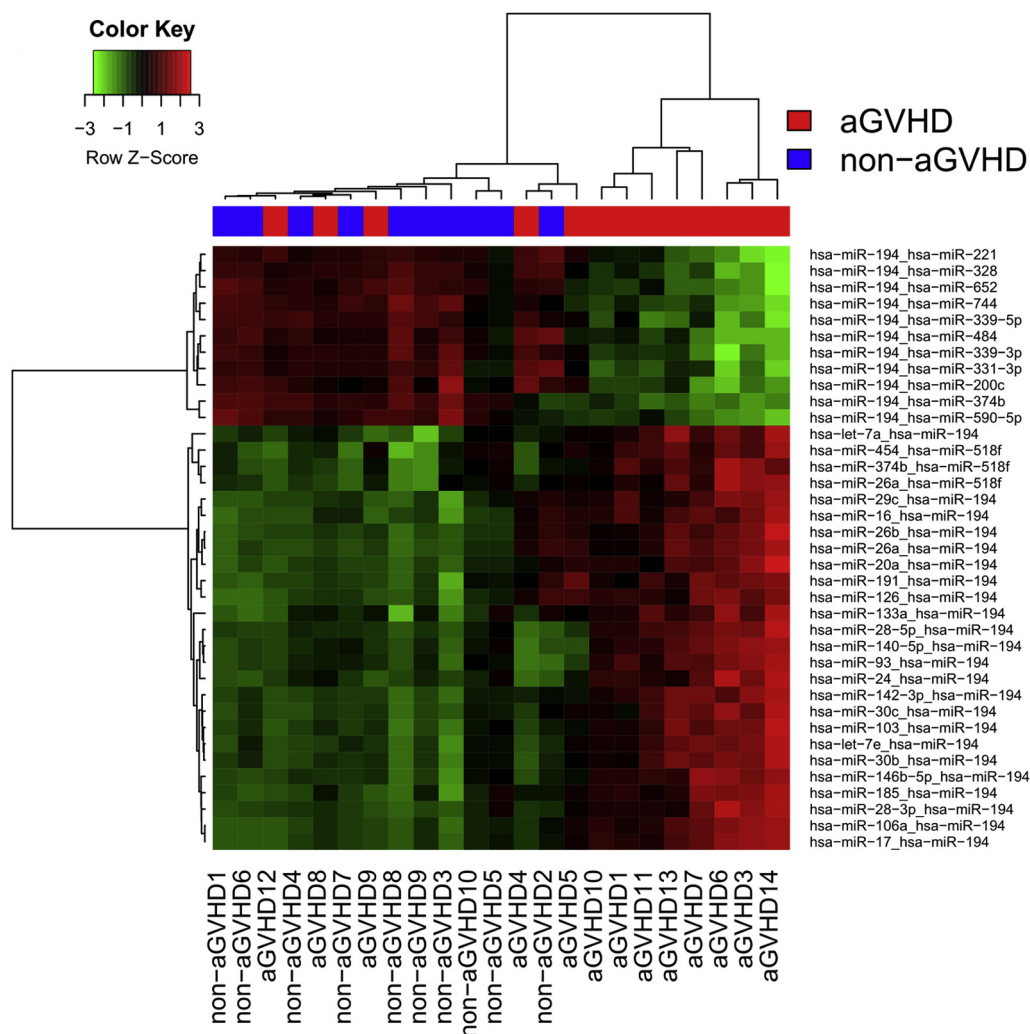 Color Key
-3 -1 1 3
Row Z-Score
aGVHD
non-aGVHD
hsa-miR-194_hsa-miR-221
hsa-miR-194_hsa-miR-328
hsa-miR-194_hsa-miR-652
hsa-miR-194_hsa-miR-744
hsa-miR-194_hsa-miR-339-5p
hsa-miR-194_hsa-miR-484
hsa-miR-194_hsa-miR-339-3p
hsa-miR-194_hsa-miR-331-3p
hsa-miR-194_hsa-miR-200c
hsa-miR-194_hsa-miR-374b
hsa-miR-194_hsa-miR-590-5p
hsa-let-7a_hsa-miR-194
hsa-miR-454_hsa-miR-518f
hsa-miR-374b_hsa-miR-518f
hsa-miR-26a_hsa-miR-518f
hsa-miR-29c_hsa-miR-194
hsa-miR-16_hsa-miR-194
hsa-miR-26b_hsa-miR-194
hsa-miR-26a_hsa-miR-194
hsa-miR-20a_hsa-miR-194
hsa-miR-191_hsa-miR-194
hsa-miR-126_hsa-miR-194
hsa-miR-133a_hsa-miR-194
hsa-miR-28-5p_hsa-miR-194
hsa-miR-140-5p_hsa-miR-194
hsa-miR-93_hsa-miR-194
hsa-miR-24_hsa-miR-194
hsa-miR-142-3p_hsa-miR-194
hsa-miR-30c_hsa-miR-194
hsa-miR-103_hsa-miR-194
hsa-let-7e_hsa-miR-194
hsa-miR-30b_hsa-miR-194
hsa-miR-146b-5p_hsa-miR-194
hsa-miR-185_hsa-miR-194
hsa-miR-28-3p_hsa-miR-194
hsa-miR-106a_hsa-miR-194
hsa-miR-17_hsa-miR-194
non-aGVHD1
non-aGVHD6
aGVHD12
non-aGVHD4
aGVHD8
non-aGVHD7
aGVHD9
non-aGVHD8
non-aGVHD9
non-aGVHD3
non-aGVHD10
non-aGVHD5
aGVHD4
non-aGVHD2
aGVHD5
aGVHD10
aGVHD1
aGVHD11
aGVHD13
aGVHD7
aGVHD6
aGVHD3
aGVHD14